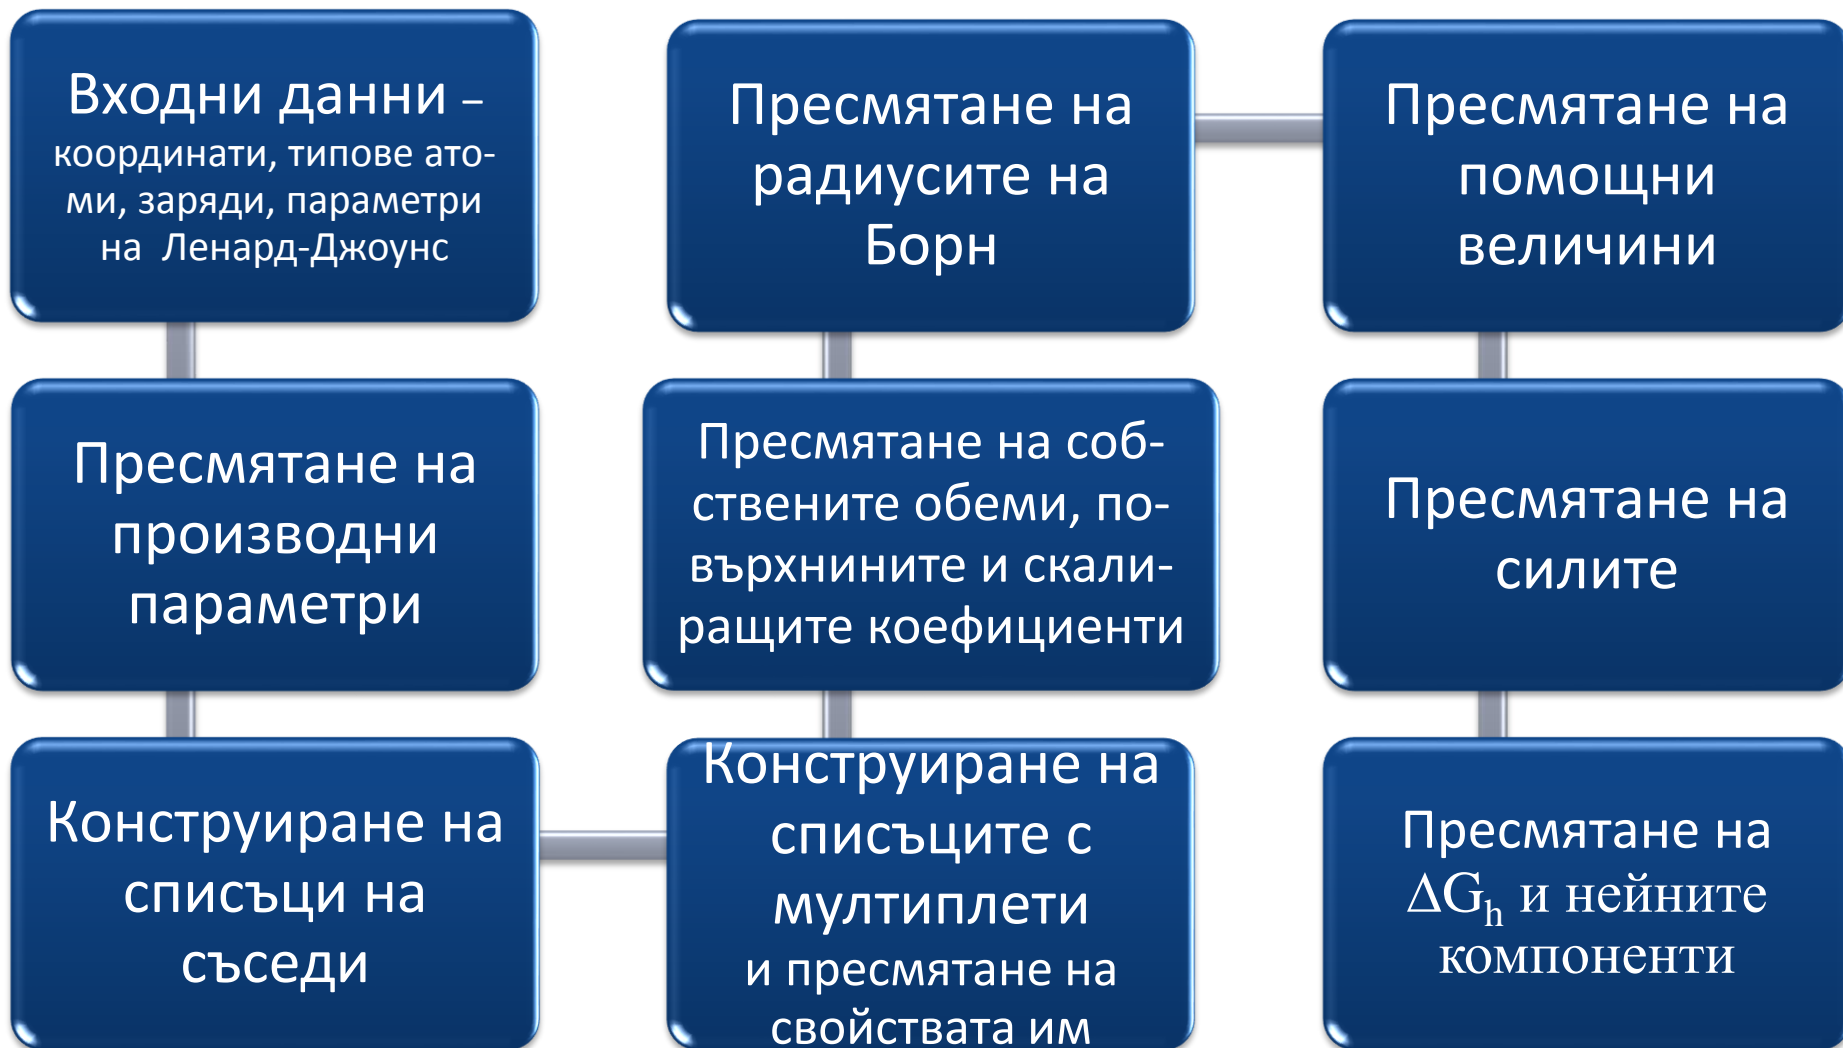 Входни данни –
координати, типове ато-
ми, заряди, параметри
на Ленард-Джоунс
Пресмятане на
производни
параметри
Конструиране на
списъци на
съседи
Конструиране на
списъците с
мултиплети
и пресмятане на
свойствата им
Пресмятане на соб-
ствените обеми, по-
върхнините и скали-
ращите коефициенти
Пресмятане на
радиусите на
Борн
Пресмятане на
помощни
величини
Пресмятане на
силите
Пресмятане на
ΔGₕ и нейните
компоненти